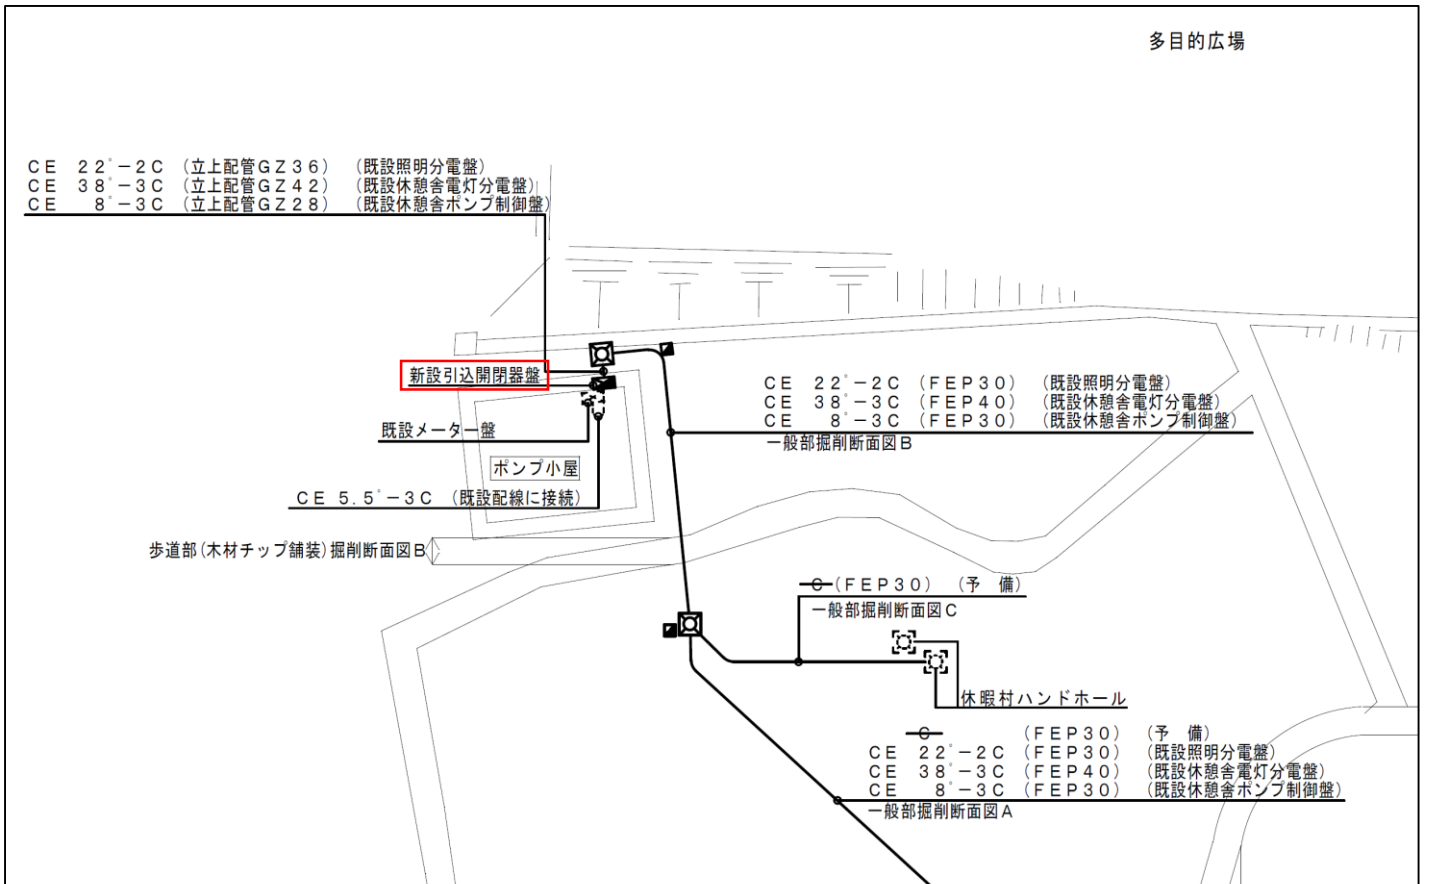 多目的広場
ＣＥ　２２゜－２Ｃ　（立上配管ＧＺ３６）　（既設照明分電盤）
ＣＥ　３８゜－３Ｃ　（立上配管ＧＺ４２）　（既設休憩舎電灯分電盤）
ＣＥ　　８゜－３Ｃ　（立上配管ＧＺ２８）　（既設休憩舎ポンプ制御盤）
新設引込開閉器盤
既設メーター盤
ポンプ小屋
ＣＥ ５.５゜－３Ｃ　（既設配線に接続）
ＣＥ　２２゜－２Ｃ　（ＦＥＰ３０）　（既設照明分電盤）
ＣＥ　３８゜－３Ｃ　（ＦＥＰ４０）　（既設休憩舎電灯分電盤）
ＣＥ　　８゜－３Ｃ　（ＦＥＰ３０）　（既設休憩舎ポンプ制御盤）
一般部掘削断面図Ｂ
歩道部(木材チップ舗装)掘削断面図Ｂ
Ｃ（ＦＥＰ３０）　（予　備）
一般部掘削断面図Ｃ
休暇村ハンドホール
Ｃ　（ＦＥＰ３０）　（予　備）
ＣＥ　２２゜－２Ｃ　（ＦＥＰ３０）　（既設照明分電盤）
ＣＥ　３８゜－３Ｃ　（ＦＥＰ４０）　（既設休憩舎電灯分電盤）
ＣＥ　　８゜－３Ｃ　（ＦＥＰ３０）　（既設休憩舎ポンプ制御盤）
一般部掘削断面図Ａ